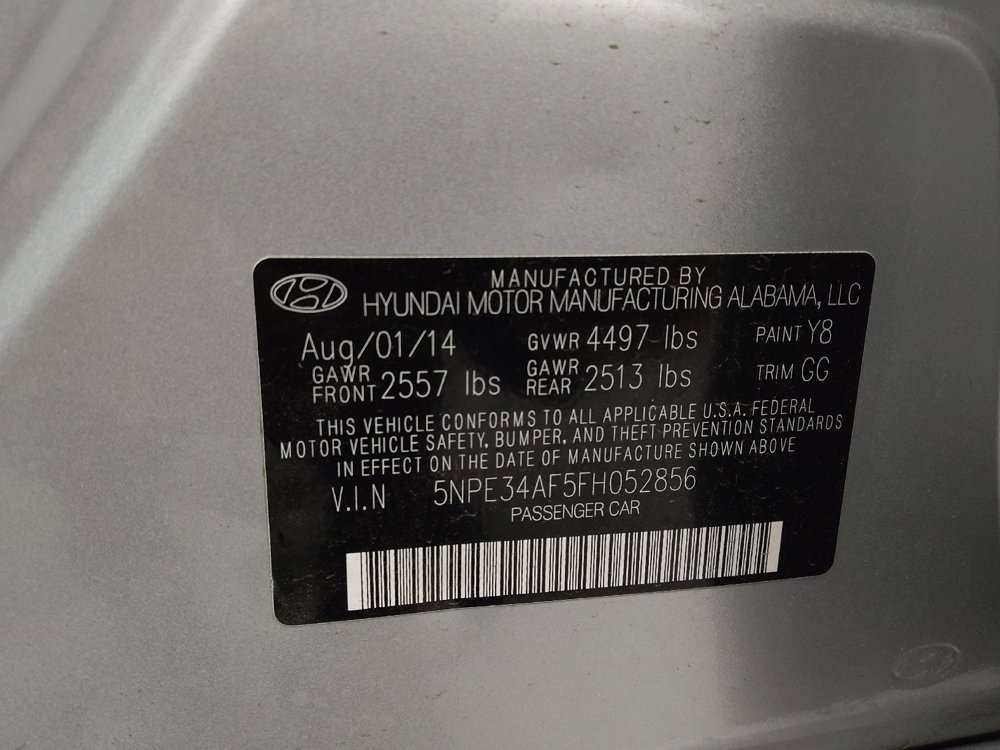 MANUFACTURED BY
HYUNDAI MOTOR MANUFACTURING ALABAMA, LLC
Aug/01/14 GVWR 4497 lbs PAINT Y8
GAWR FRONT 2557 lbs GAWR REAR 2513 lbs TRIM GG
THIS VEHICLE CONFORMS TO ALL APPLICABLE U.S.A. FEDERAL
MOTOR VEHICLE SAFETY, BUMPER, AND THEFT PREVENTION STANDARDS
IN EFFECT ON THE DATE OF MANUFACTURE SHOWN ABOVE
V.I.N 5NPE34AF5FH052856
PASSENGER CAR